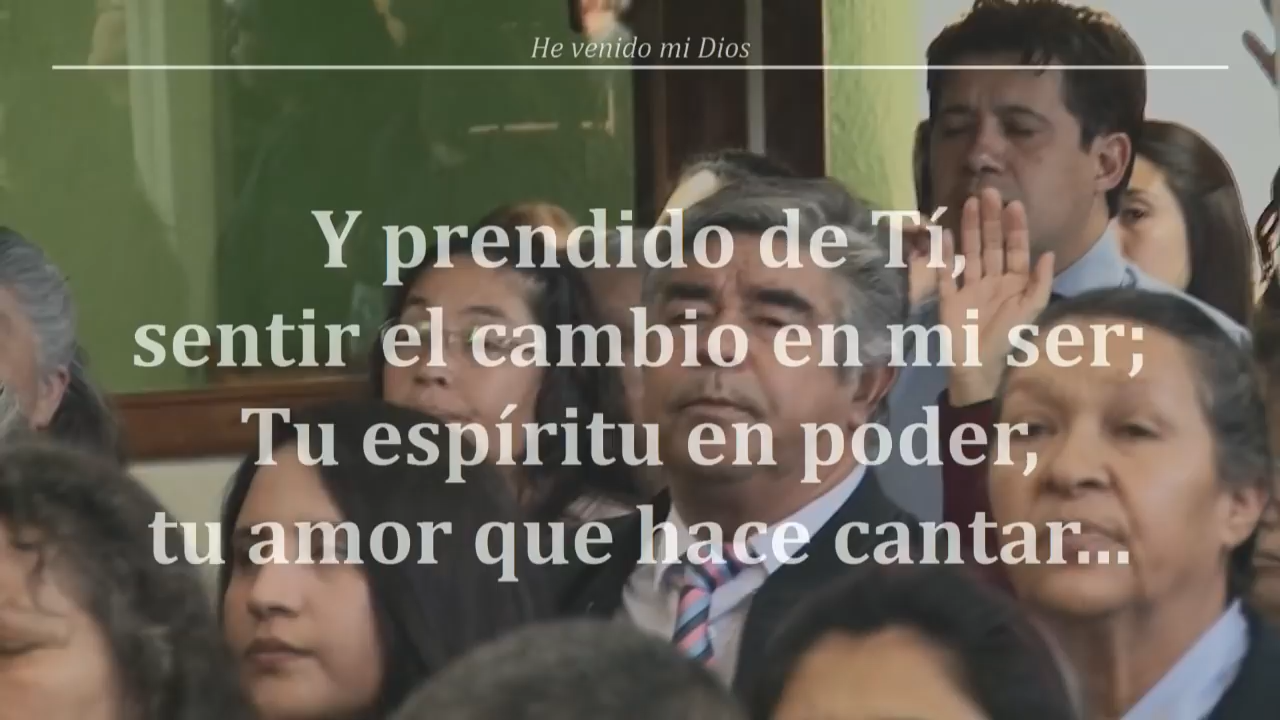 He venido mi Dios
Y prendido de Tí,
sentir el cambio en mi ser;
Tu espíritu en poder,
tu amor que hace cantar...